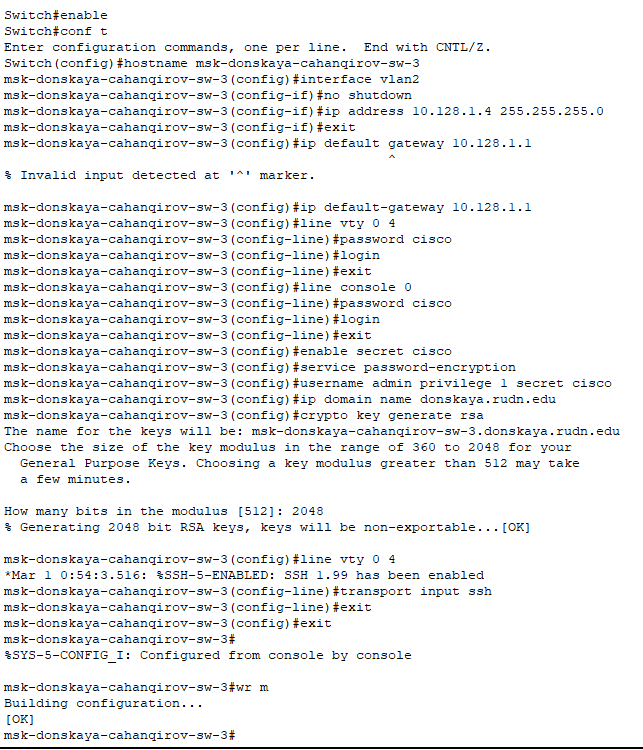 Switch#enable
Switch#conf t
Enter configuration commands, one per line.  End with CNTL/Z.
Switch(config)#hostname msk-donskaya-cahanqirov-sw-3
msk-donskaya-cahanqirov-sw-3(config)#interface vlan2
msk-donskaya-cahanqirov-sw-3(config-if)#no shutdown
msk-donskaya-cahanqirov-sw-3(config-if)#ip address 10.128.1.4 255.255.255.0
msk-donskaya-cahanqirov-sw-3(config-if)#exit
msk-donskaya-cahanqirov-sw-3(config)#ip default gateway 10.128.1.1
^
% Invalid input detected at '^' marker.
msk-donskaya-cahanqirov-sw-3(config)#ip default-gateway 10.128.1.1
msk-donskaya-cahanqirov-sw-3(config)#line vty 0 4
msk-donskaya-cahanqirov-sw-3(config-line)#password cisco
msk-donskaya-cahanqirov-sw-3(config-line)#login
msk-donskaya-cahanqirov-sw-3(config-line)#exit
msk-donskaya-cahanqirov-sw-3(config)#line console 0
msk-donskaya-cahanqirov-sw-3(config-line)#password cisco
msk-donskaya-cahanqirov-sw-3(config-line)#login
msk-donskaya-cahanqirov-sw-3(config-line)#exit
msk-donskaya-cahanqirov-sw-3(config)#enable secret cisco
msk-donskaya-cahanqirov-sw-3(config)#service password-encryption
msk-donskaya-cahanqirov-sw-3(config)#username admin privilege 1 secret cisco
msk-donskaya-cahanqirov-sw-3(config)#ip domain name donskaya.rudn.edu
msk-donskaya-cahanqirov-sw-3(config)#crypto key generate rsa
The name for the keys will be: msk-donskaya-cahanqirov-sw-3.donskaya.rudn.edu
Choose the size of the key modulus in the range of 360 to 2048 for your
General Purpose Keys. Choosing a key modulus greater than 512 may take
a few minutes.
How many bits in the modulus [512]: 2048
% Generating 2048 bit RSA keys, keys will be non-exportable...[OK]
msk-donskaya-cahanqirov-sw-3(config)#line vty 0 4
*Mar 1 0:54:3.516: %SSH-5-ENABLED: SSH 1.99 has been enabled
msk-donskaya-cahanqirov-sw-3(config-line)#transport input ssh
msk-donskaya-cahanqirov-sw-3(config-line)#exit
msk-donskaya-cahanqirov-sw-3(config)#exit
msk-donskaya-cahanqirov-sw-3#
%SYS-5-CONFIG_I: Configured from console by console
msk-donskaya-cahanqirov-sw-3#wr m
Building configuration...
[OK]
msk-donskaya-cahanqirov-sw-3#